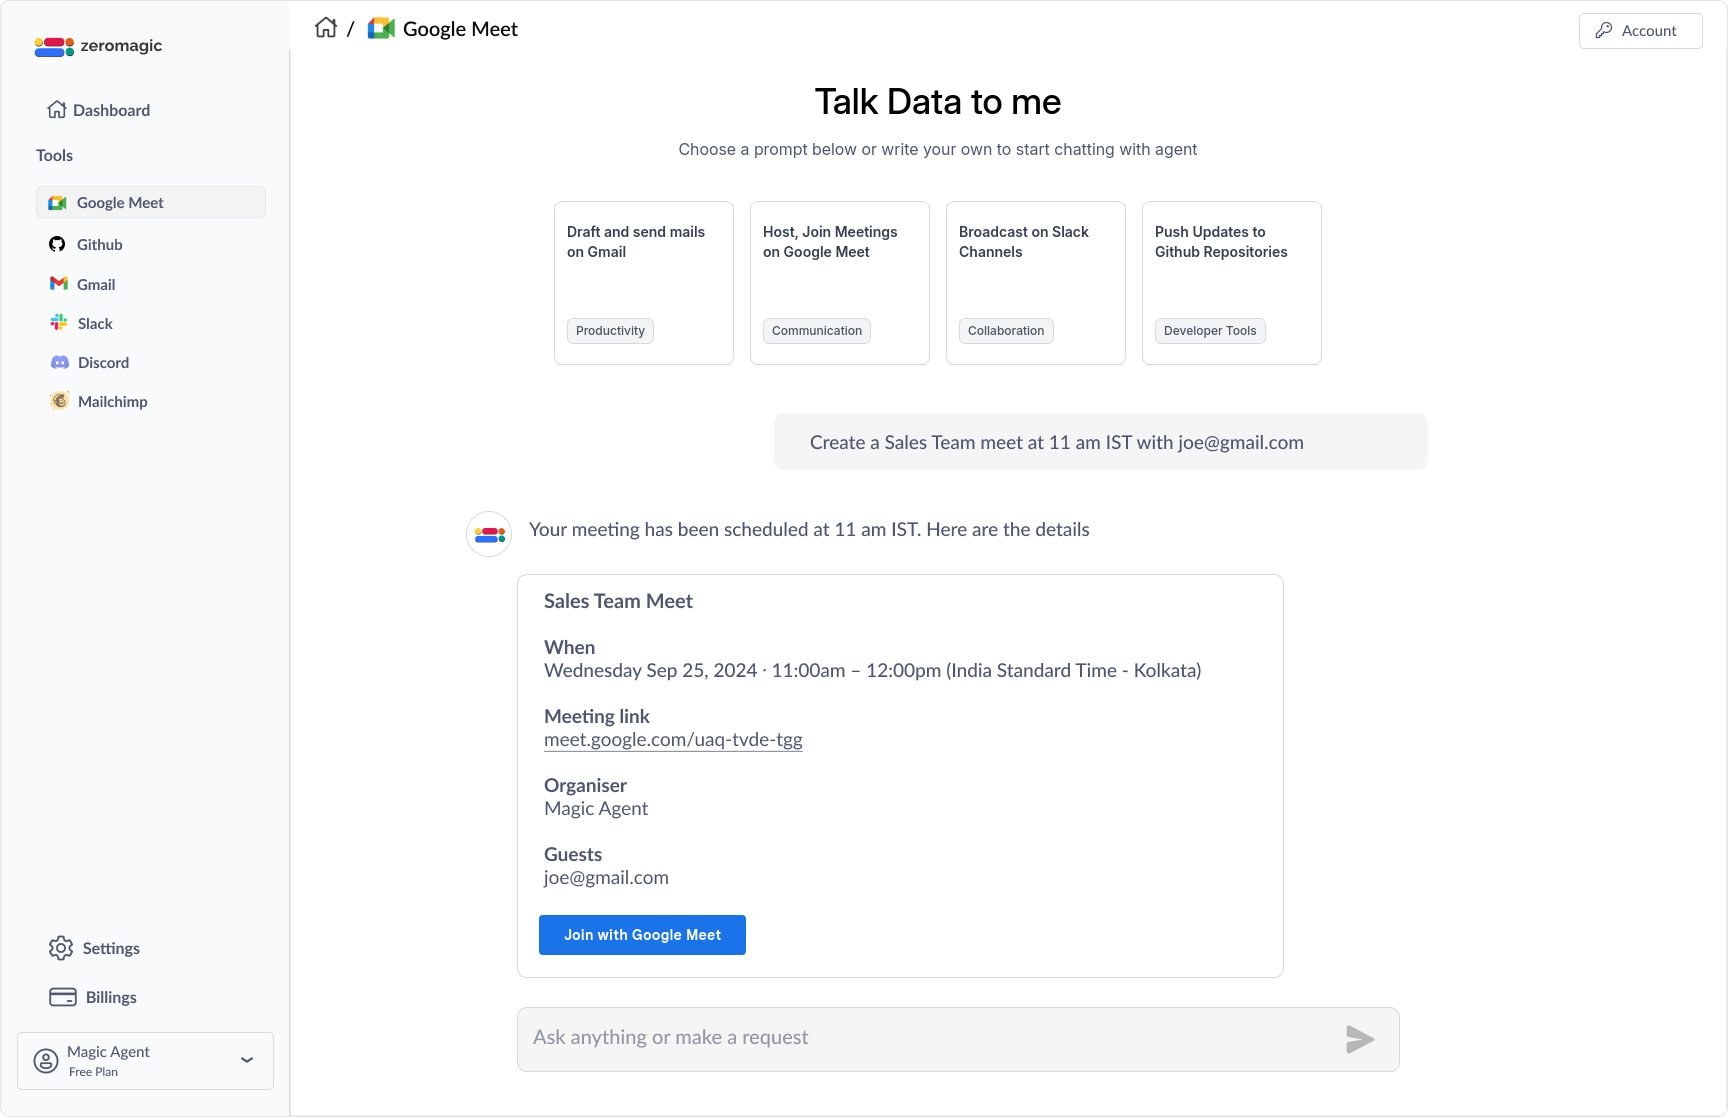 zeromagic
Dashboard
Tools
Google Meet
Github
Gmail
Slack
Discord
Mailchimp
Settings
Billings
Magic Agent
Free Plan
/ Google Meet
Account
Talk Data to me
Choose a prompt below or write your own to start chatting with agent
Draft and send mails
on Gmail
Productivity
Host, Join Meetings
on Google Meet
Communication
Broadcast on Slack
Channels
Collaboration
Push Updates to
Github Repositories
Developer Tools
Create a Sales Team meet at 11 am IST with joe@gmail.com
Your meeting has been scheduled at 11 am IST. Here are the details
Sales Team Meet
When
Wednesday Sep 25, 2024 · 11:00am – 12:00pm (India Standard Time - Kolkata)
Meeting link
meet.google.com/uaq-tvde-tgg
Organiser
Magic Agent
Guests
joe@gmail.com
Join with Google Meet
Ask anything or make a request